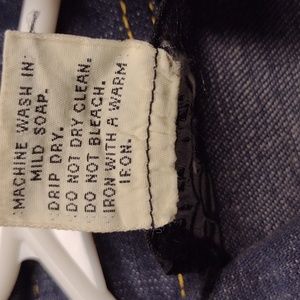 MACHINE WASH IN
MILD SOAP.
DRIP DRY.
DO NOT DRY CLEAN.
DO NOT BLEACH.
IRON WITH A WARM
IRON.